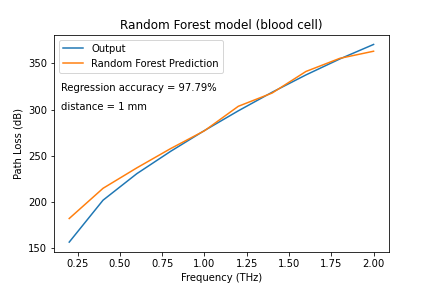 Random Forest model (blood cell)
Output
Random Forest Prediction
Regression accuracy = 97.79%
distance = 1 mm
Path Loss (dB)
350
300
250
200
150
0.25 0.50 0.75 1.00 1.25 1.50 1.75 2.00
Frequency (THz)